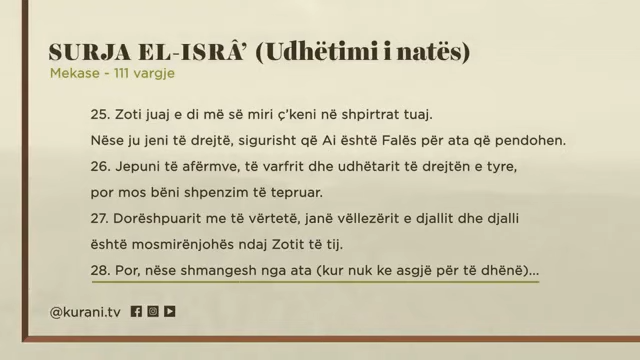 SURJA EL-ISRÂ’ (Udhëtimi i natës)
Mekase - 111 vargje
25. Zoti juaj e di më së miri ç’keni në shpirtrat tuaj.
Nëse ju jeni të drejtë, sigurisht që Ai është Falës për ata që pendohen.
26. Jepuni të afërmve, të varfrit dhe udhëtarit të drejtën e tyre,
por mos bëni shpenzim të tepruar.
27. Dorëshpuarit me të vërtetë, janë vëllezërit e djallit dhe djalli
është mosmirënjohës ndaj Zotit të tij.
28. Por, nëse shmangesh nga ata (kur nuk ke asgjë për të dhënë)...
@kurani.tv